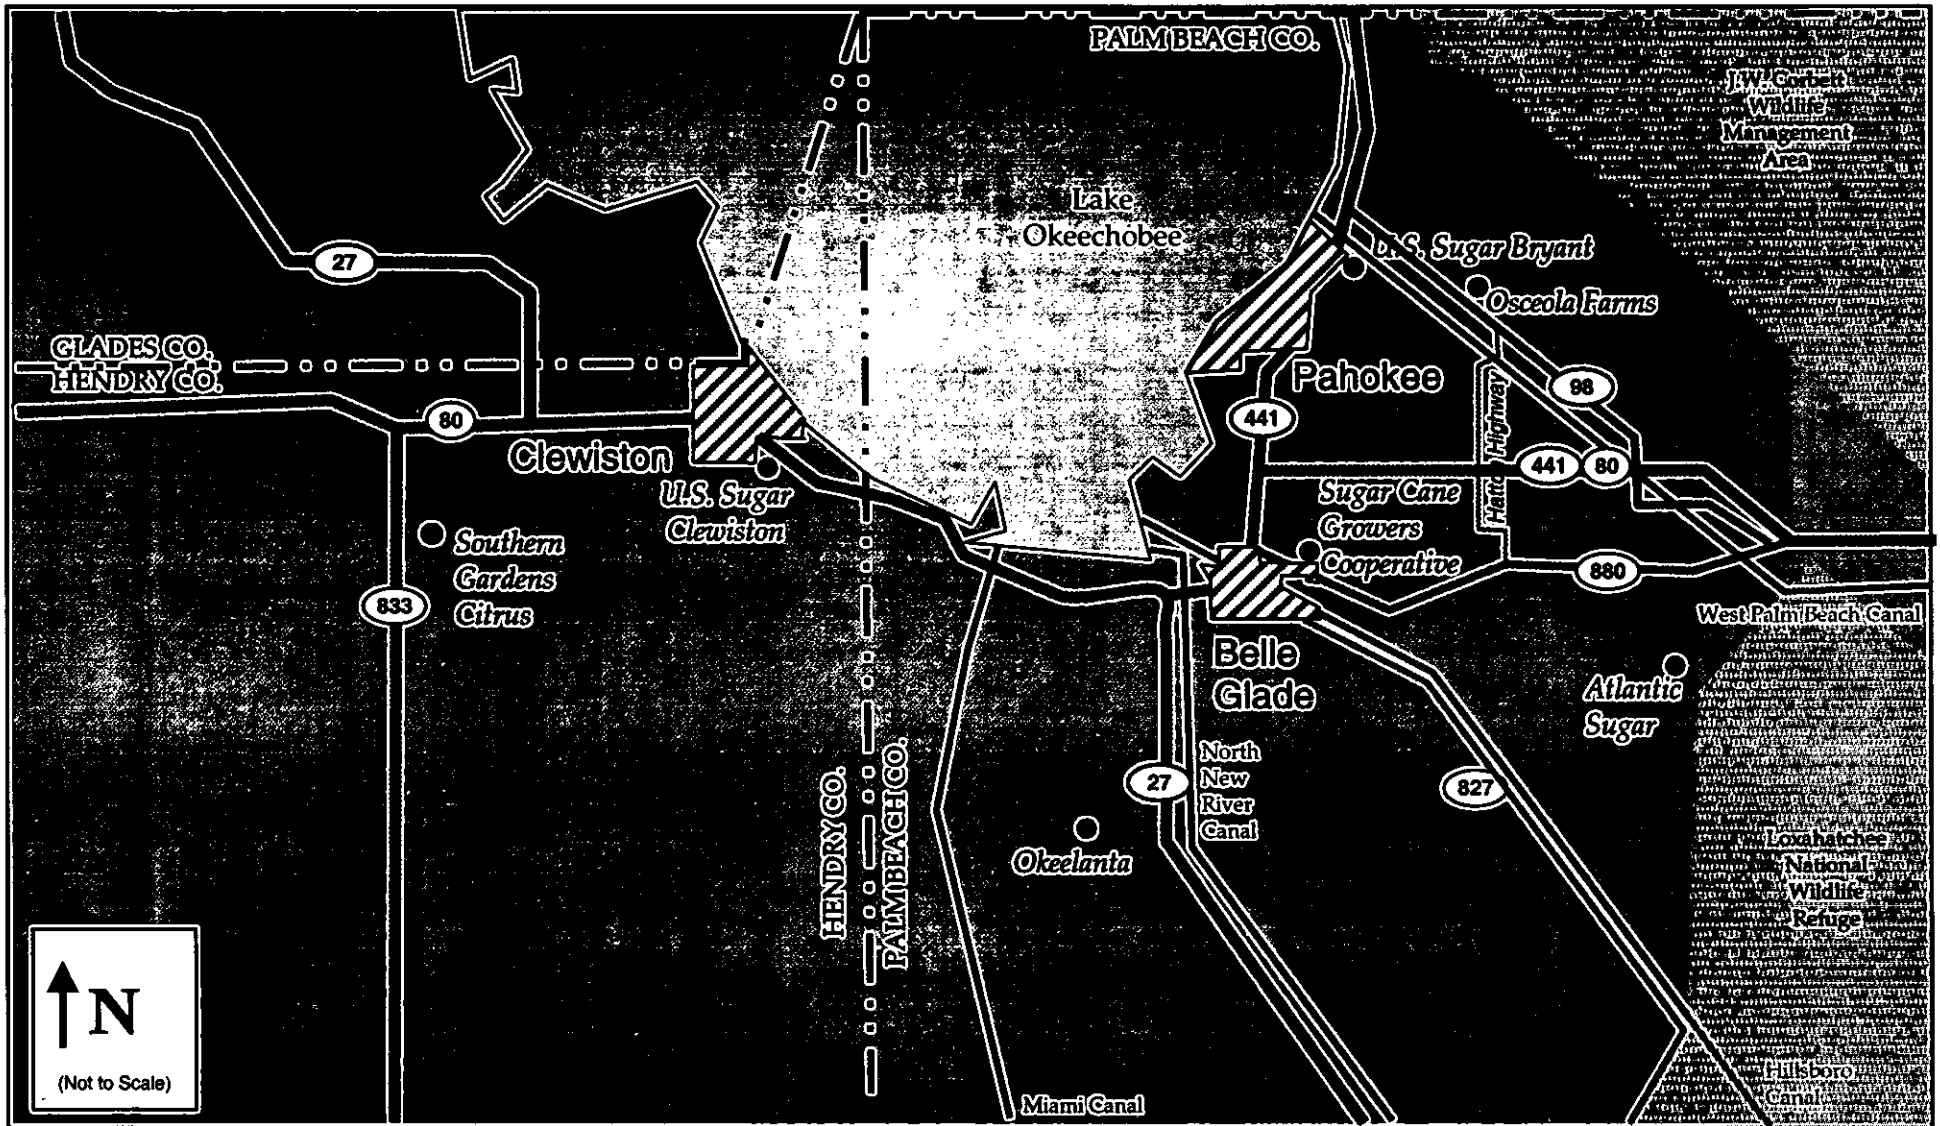 PALM BEACH CO.
J.W. Corbett
Wildlife
Management
Area
Lake
Okeechobee
U.S. Sugar Bryant
27
Osceola Farms
GLADES CO.
HENDRY CO.
Pahokee
98
80
441
Clewiston
441
80
U.S. Sugar
Clewiston
Sugar Cane
Growers
Cooperative
Highway
Southern
Gardens
Citrus
880
833
West Palm Beach Canal
Belle
Glade
Atlantic
Sugar
HENDRY CO.
PALM BEACH CO.
North
New
River
Canal
27
827
Okeelanta
Loxahatchee
National
Wildlife
Refuge
N
(Not to Scale)
Hillsboro
Canal
Miami Canal